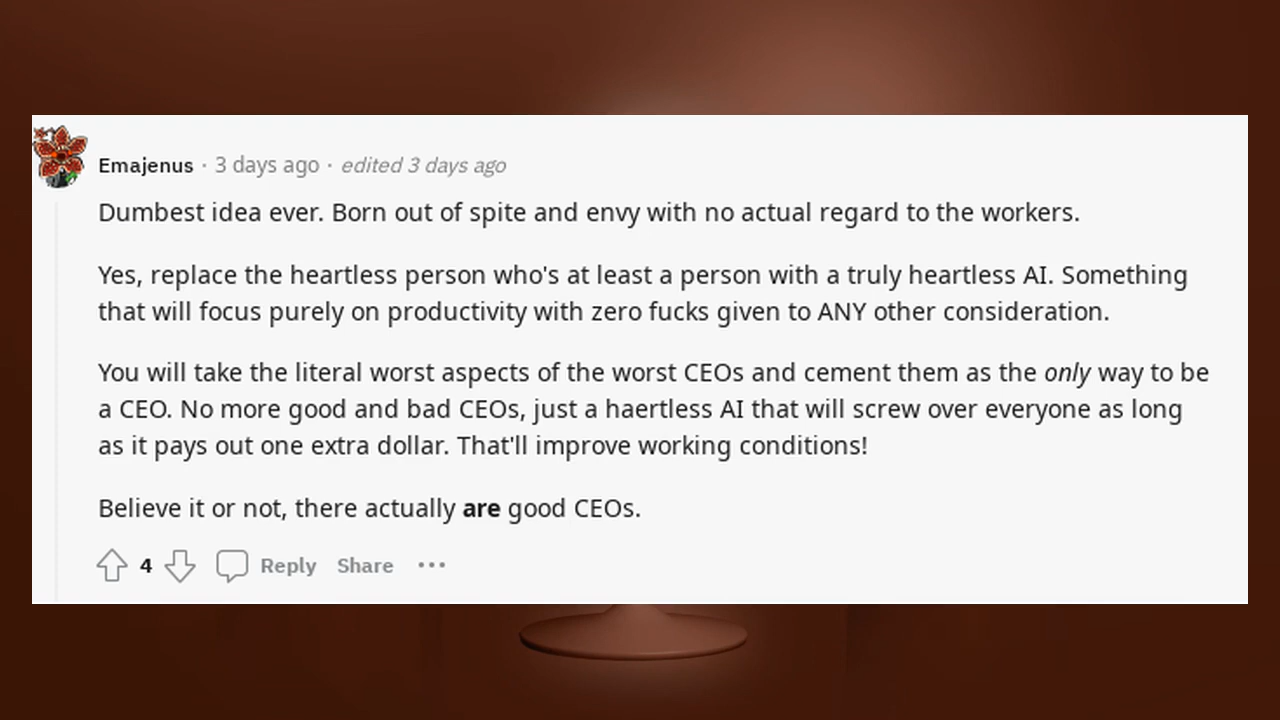 Emajenus · 3 days ago · edited 3 days ago
Dumbest idea ever. Born out of spite and envy with no actual regard to the workers.
Yes, replace the heartless person who's at least a person with a truly heartless AI. Something
that will focus purely on productivity with zero fucks given to ANY other consideration.
You will take the literal worst aspects of the worst CEOs and cement them as the only way to be
a CEO. No more good and bad CEOs, just a haertless AI that will screw over everyone as long
as it pays out one extra dollar. That'll improve working conditions!
Believe it or not, there actually are good CEOs.
4 Reply Share ···